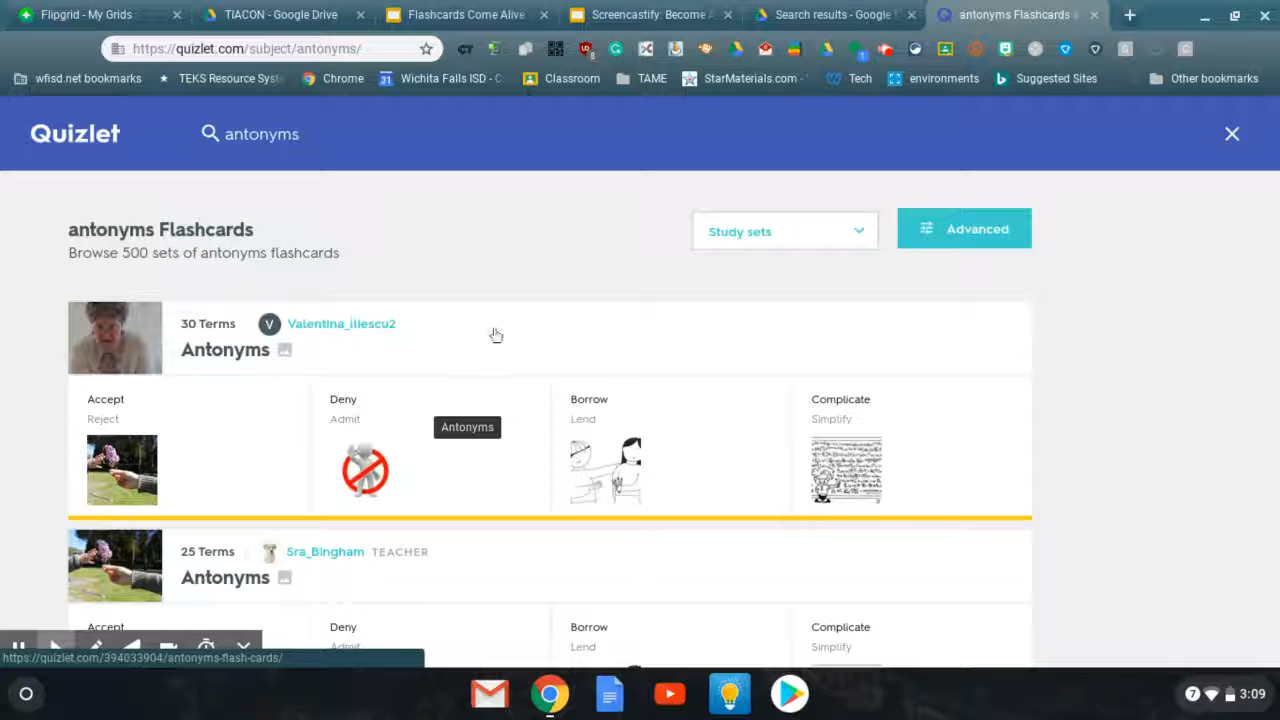 Flipgrid - My Grids
TIACON - Google Drive
Flashcards Come Alive
Screencastify: Become A
Search results - Google
antonyms Flashcards
https://quizlet.com/subject/antonyms/
wfisd.net bookmarks
TEKS Resource Syst
Chrome
31 Wichita Falls ISD - C
Classroom
TAME
StarMaterials.com -
Tech
environments
Suggested Sites
Other bookmarks
Quizlet
antonyms
antonyms Flashcards
Browse 500 sets of antonyms flashcards
Study sets
Advanced
30 Terms V Valentina_iliescu2
Antonyms
Accept
Reject
Deny
Admit
Borrow
Lend
Complicate
Simplify
Antonyms
25 Terms Sra_Bingham TEACHER
Antonyms
Accept
Deny
Admit
Borrow
Lend
Complicate
Simplify
https://quizlet.com/394033904/antonyms-flash-cards/
7 3:09